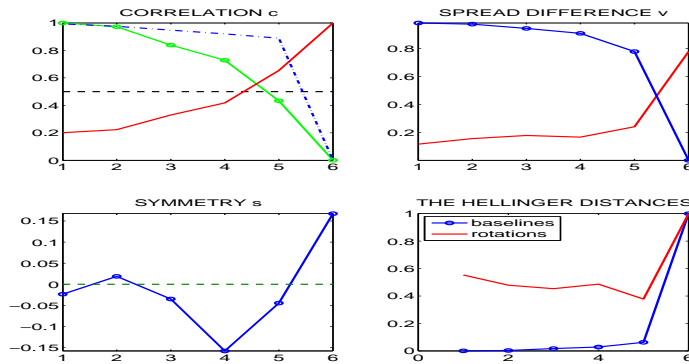 CORRELATION c
1
0.8
0.6
0.4
0.2
0
1 2 3 4 5 6
SPREAD DIFFERENCE v
1
0.8
0.6
0.4
0.2
0
1 2 3 4 5 6
SYMMETRY s
0.15
0.1
0.05
0
−0.05
−0.1
−0.15
1 2 3 4 5 6
THE HELLINGER DISTANCES
baselines
rotations
1
0.8
0.6
0.4
0.2
0
0 2 4 6